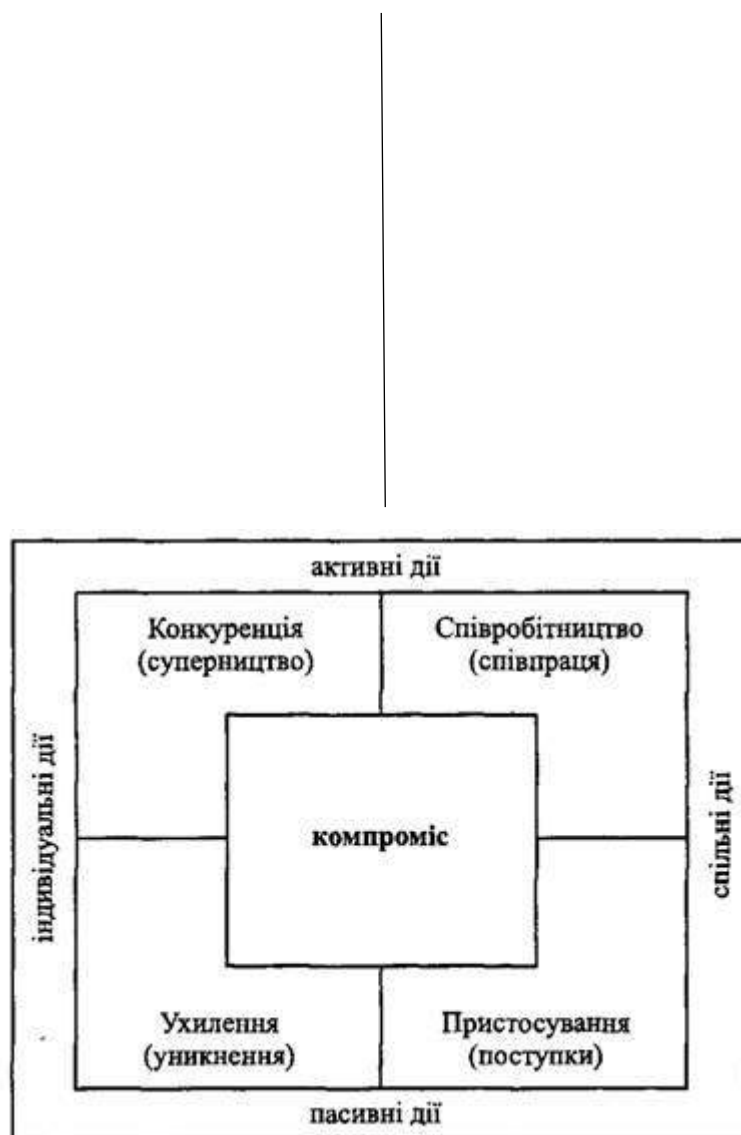 активні дії
Конкуренція
(суперництво)
Співробітництво
(співпраця)
індивідуальні дії
компроміс
спільні дії
Ухилення
(уникнення)
Пристосування
(поступки)
пасивні дії